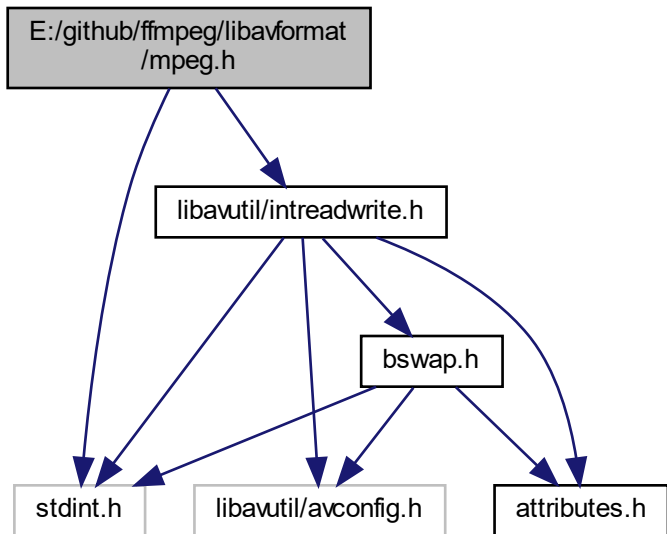 E:/github/ffmpeg/libavformat
/mpeg.h
libavutil/intreadwrite.h
bswap.h
stdint.h
libavutil/avconfig.h
attributes.h